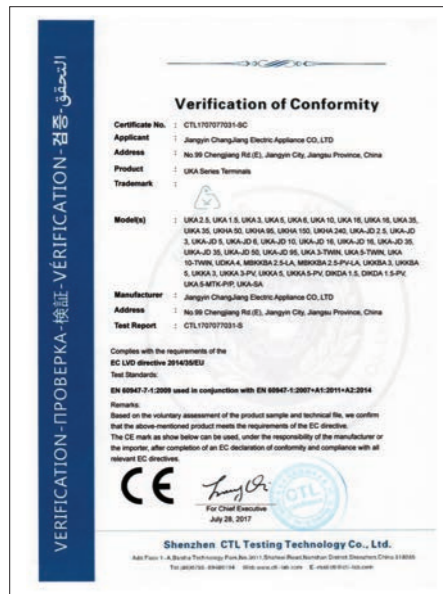 VERIFICATION-ПРОВЕРКА-検証-VÉRIFICATION-검증-التحقق
Verification of Conformity
Certificate No. : CTL1707077031-SC
Applicant : Jiangyin ChangJiang Electric Appliance CO,.LTD
Address : No.99 Chengjiang Rd.(E), Jiangyin City, Jiangsu Province, China
Product : UKA Series Terminals
Trademark :
Model(s) : UKA 2.5, UKA 1.5, UKA 3, UKA 5, UKA 6, UKA 10, UKA 16, UIKA 16, UKA 35,
UIKA 35, UKHA 50, UKHA 95, UKHA 150, UKHA 240, UKA-JD 2.5, UKA-JD
3, UKA-JD 5, UKA-JD 6, UKA-JD 10, UKA-JD 16, UIKA-JD 16, UKA-JD 35,
UIKA-JD 35, UKA-JD 50, UKA-JD 95, UKA 3-TWIN, UKA 5-TWIN, UKA
10-TWIN, UDKA 4, MBKKBA 2.5-LA, MBKKBA 2.5-PV-LA, UKKBA 3, UKKBA
5, UKKA 3, UKKA 3-PV, UKKA 5, UKKA 5-PV, DIKDA 1.5, DIKDA 1.5-PV,
UKA 5-MTK-P/P, UKA-SA
Manufacturer : Jiangyin ChangJiang Electric Appliance CO,.LTD
Address : No.99 Chengjiang Rd.(E), Jiangyin City, Jiangsu Province, China
Test Report : CTL1707077031-S
Complies with the requirements of the
EC LVD directive 2014/35/EU
Test Standards:
EN 60947-7-1:2009 used in conjunction with EN 60947-1:2007+A1:2011+A2:2014
Remarks:
Based on the voluntary assessment of the product sample and technical file, we confirm
that the above-mentioned product meets the requirements of the EC directive.
The CE mark as show below can be used, under the responsibility of the manufacturer or
the importer, after completion of an EC declaration of conformity and compliance with all
relevant EC directives.
CE
CTL
For Chief Executive
July 28, 2017
Shenzhen CTL Testing Technology Co., Ltd.